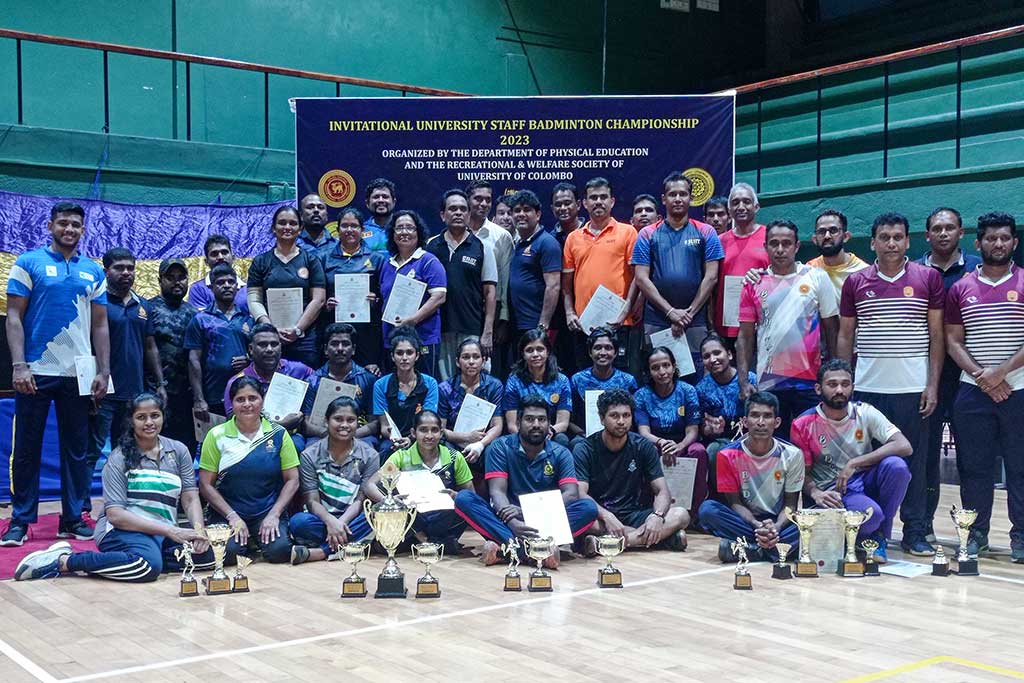 INVITATIONAL UNIVERSITY STAFF BADMINTON CHAMPIONSHIP
2023
ORGANIZED BY THE DEPARTMENT OF PHYSICAL EDUCATION
AND THE RECREATIONAL & WELFARE SOCIETY OF
UNIVERSITY OF COLOMBO